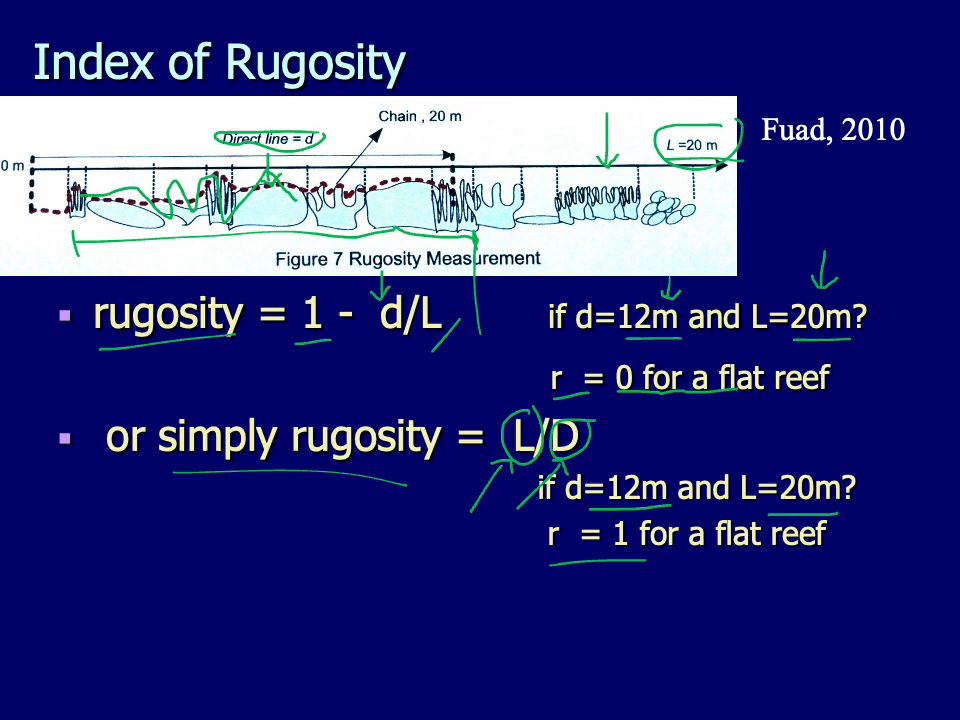 Index of Rugosity
Chain , 20 m
Direct line = d
Fuad, 2010
L =20 m
0 m
Figure 7 Rugosity Measurement
▪ rugosity = 1 - d/L
if d=12m and L=20m?
r = 0 for a flat reef
▪ or simply rugosity = L/D
if d=12m and L=20m?
r = 1 for a flat reef